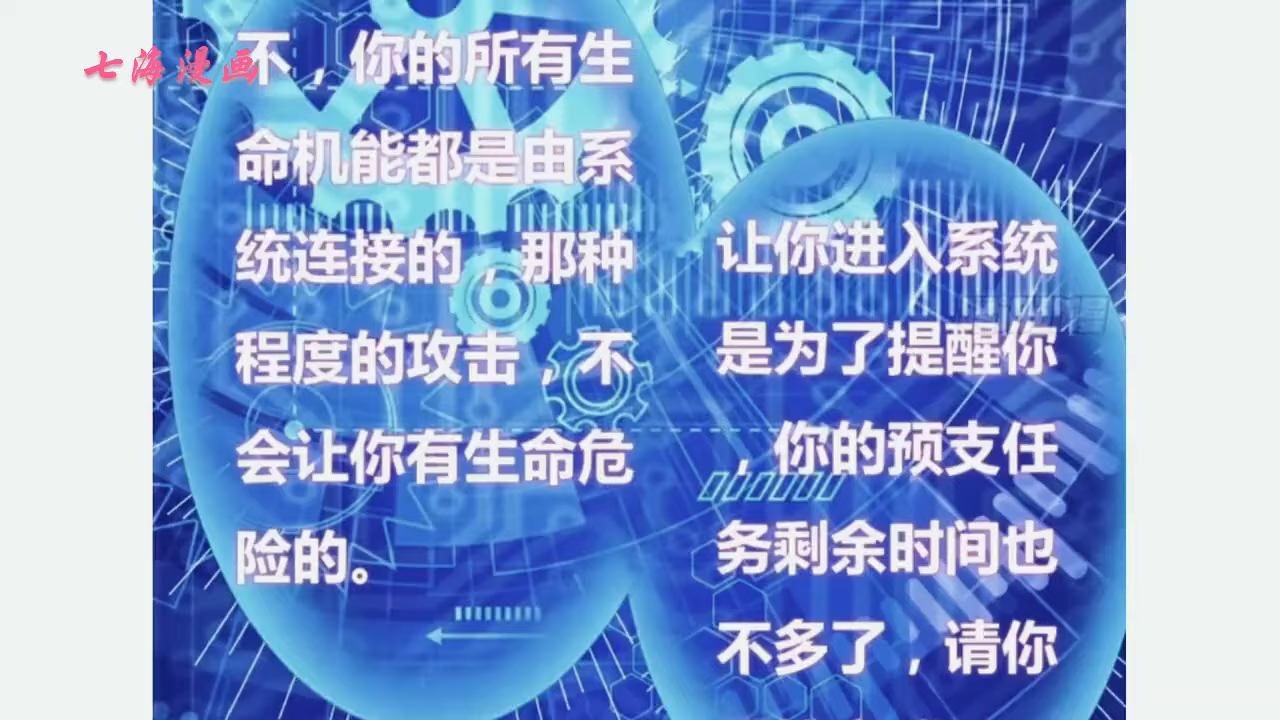 七海漫画
不，你的所有生
命机能都是由系
统连接的，那种
程度的攻击，不
会让你有生命危
险的。
让你进入系统
是为了提醒你
，你的预支任
务剩余时间也
不多了，请你